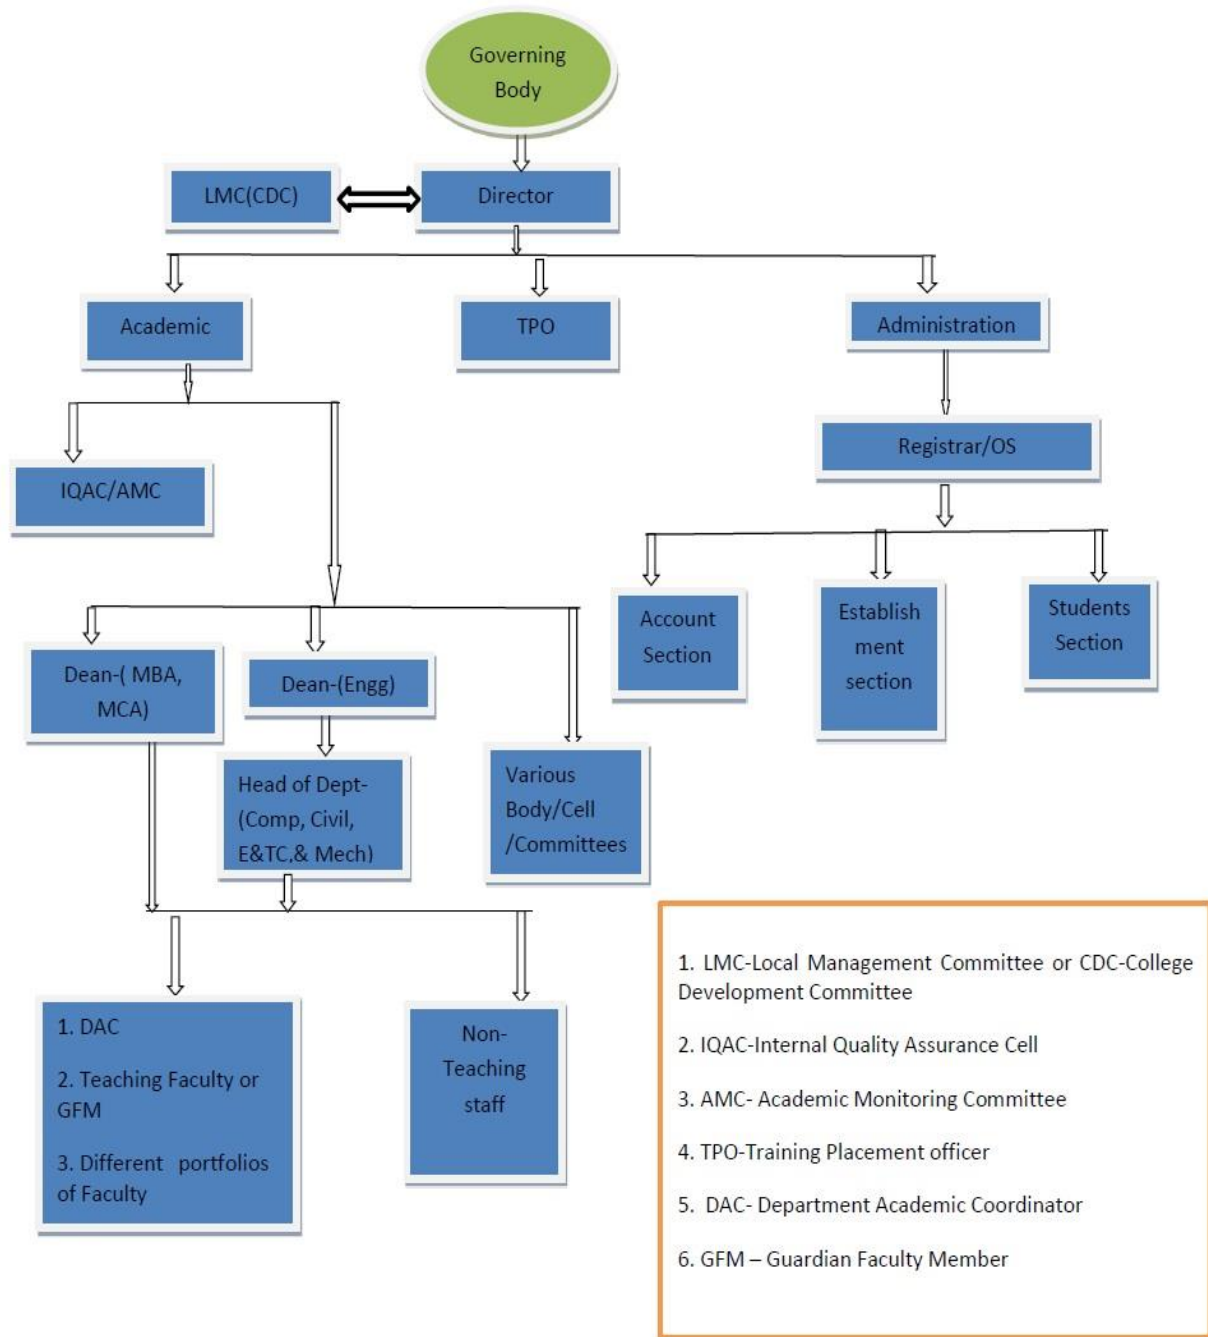 Governing
Body
LMC(CDC)
Director
Academic
TPO
Administration
Registrar/OS
IQAC/AMC
Account
Section
Establish
ment
section
Students
Section
Dean-( MBA,
MCA)
Dean-(Engg)
Head of Dept-
(Comp, Civil,
E&TC,& Mech)
Various
Body/Cell
/Committees
1. DAC
2. Teaching Faculty or
GFM
3. Different portfolios
of Faculty
Non-
Teaching
staff
1. LMC-Local Management Committee or CDC-College
Development Committee
2. IQAC-Internal Quality Assurance Cell
3. AMC- Academic Monitoring Committee
4. TPO-Training Placement officer
5. DAC- Department Academic Coordinator
6. GFM – Guardian Faculty Member